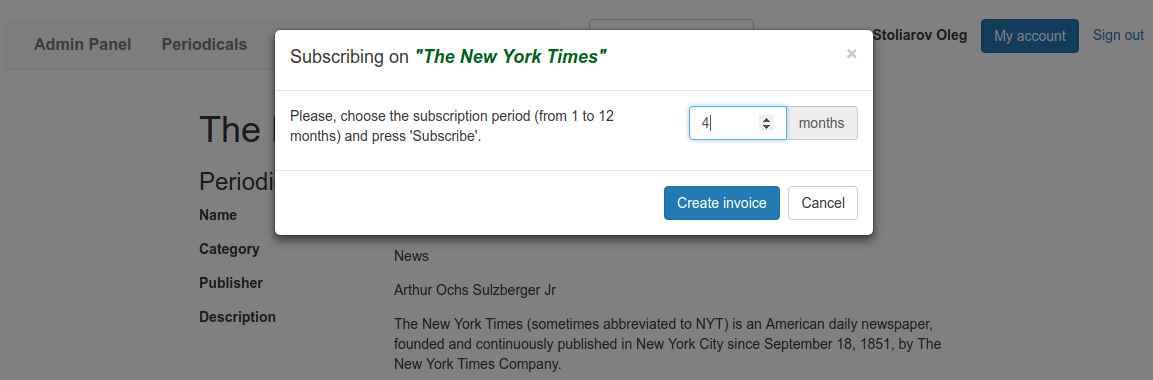 Admin Panel Periodicals Stoliarov Oleg My account Sign out
Subscribing on "The New York Times" ×
Please, choose the subscription period (from 1 to 12
months) and press 'Subscribe'.
4 months
Create invoice Cancel
The
Periodi
Name
Category News
Publisher Arthur Ochs Sulzberger Jr
Description The New York Times (sometimes abbreviated to NYT) is an American daily newspaper,
founded and continuously published in New York City since September 18, 1851, by The
New York Times Company.